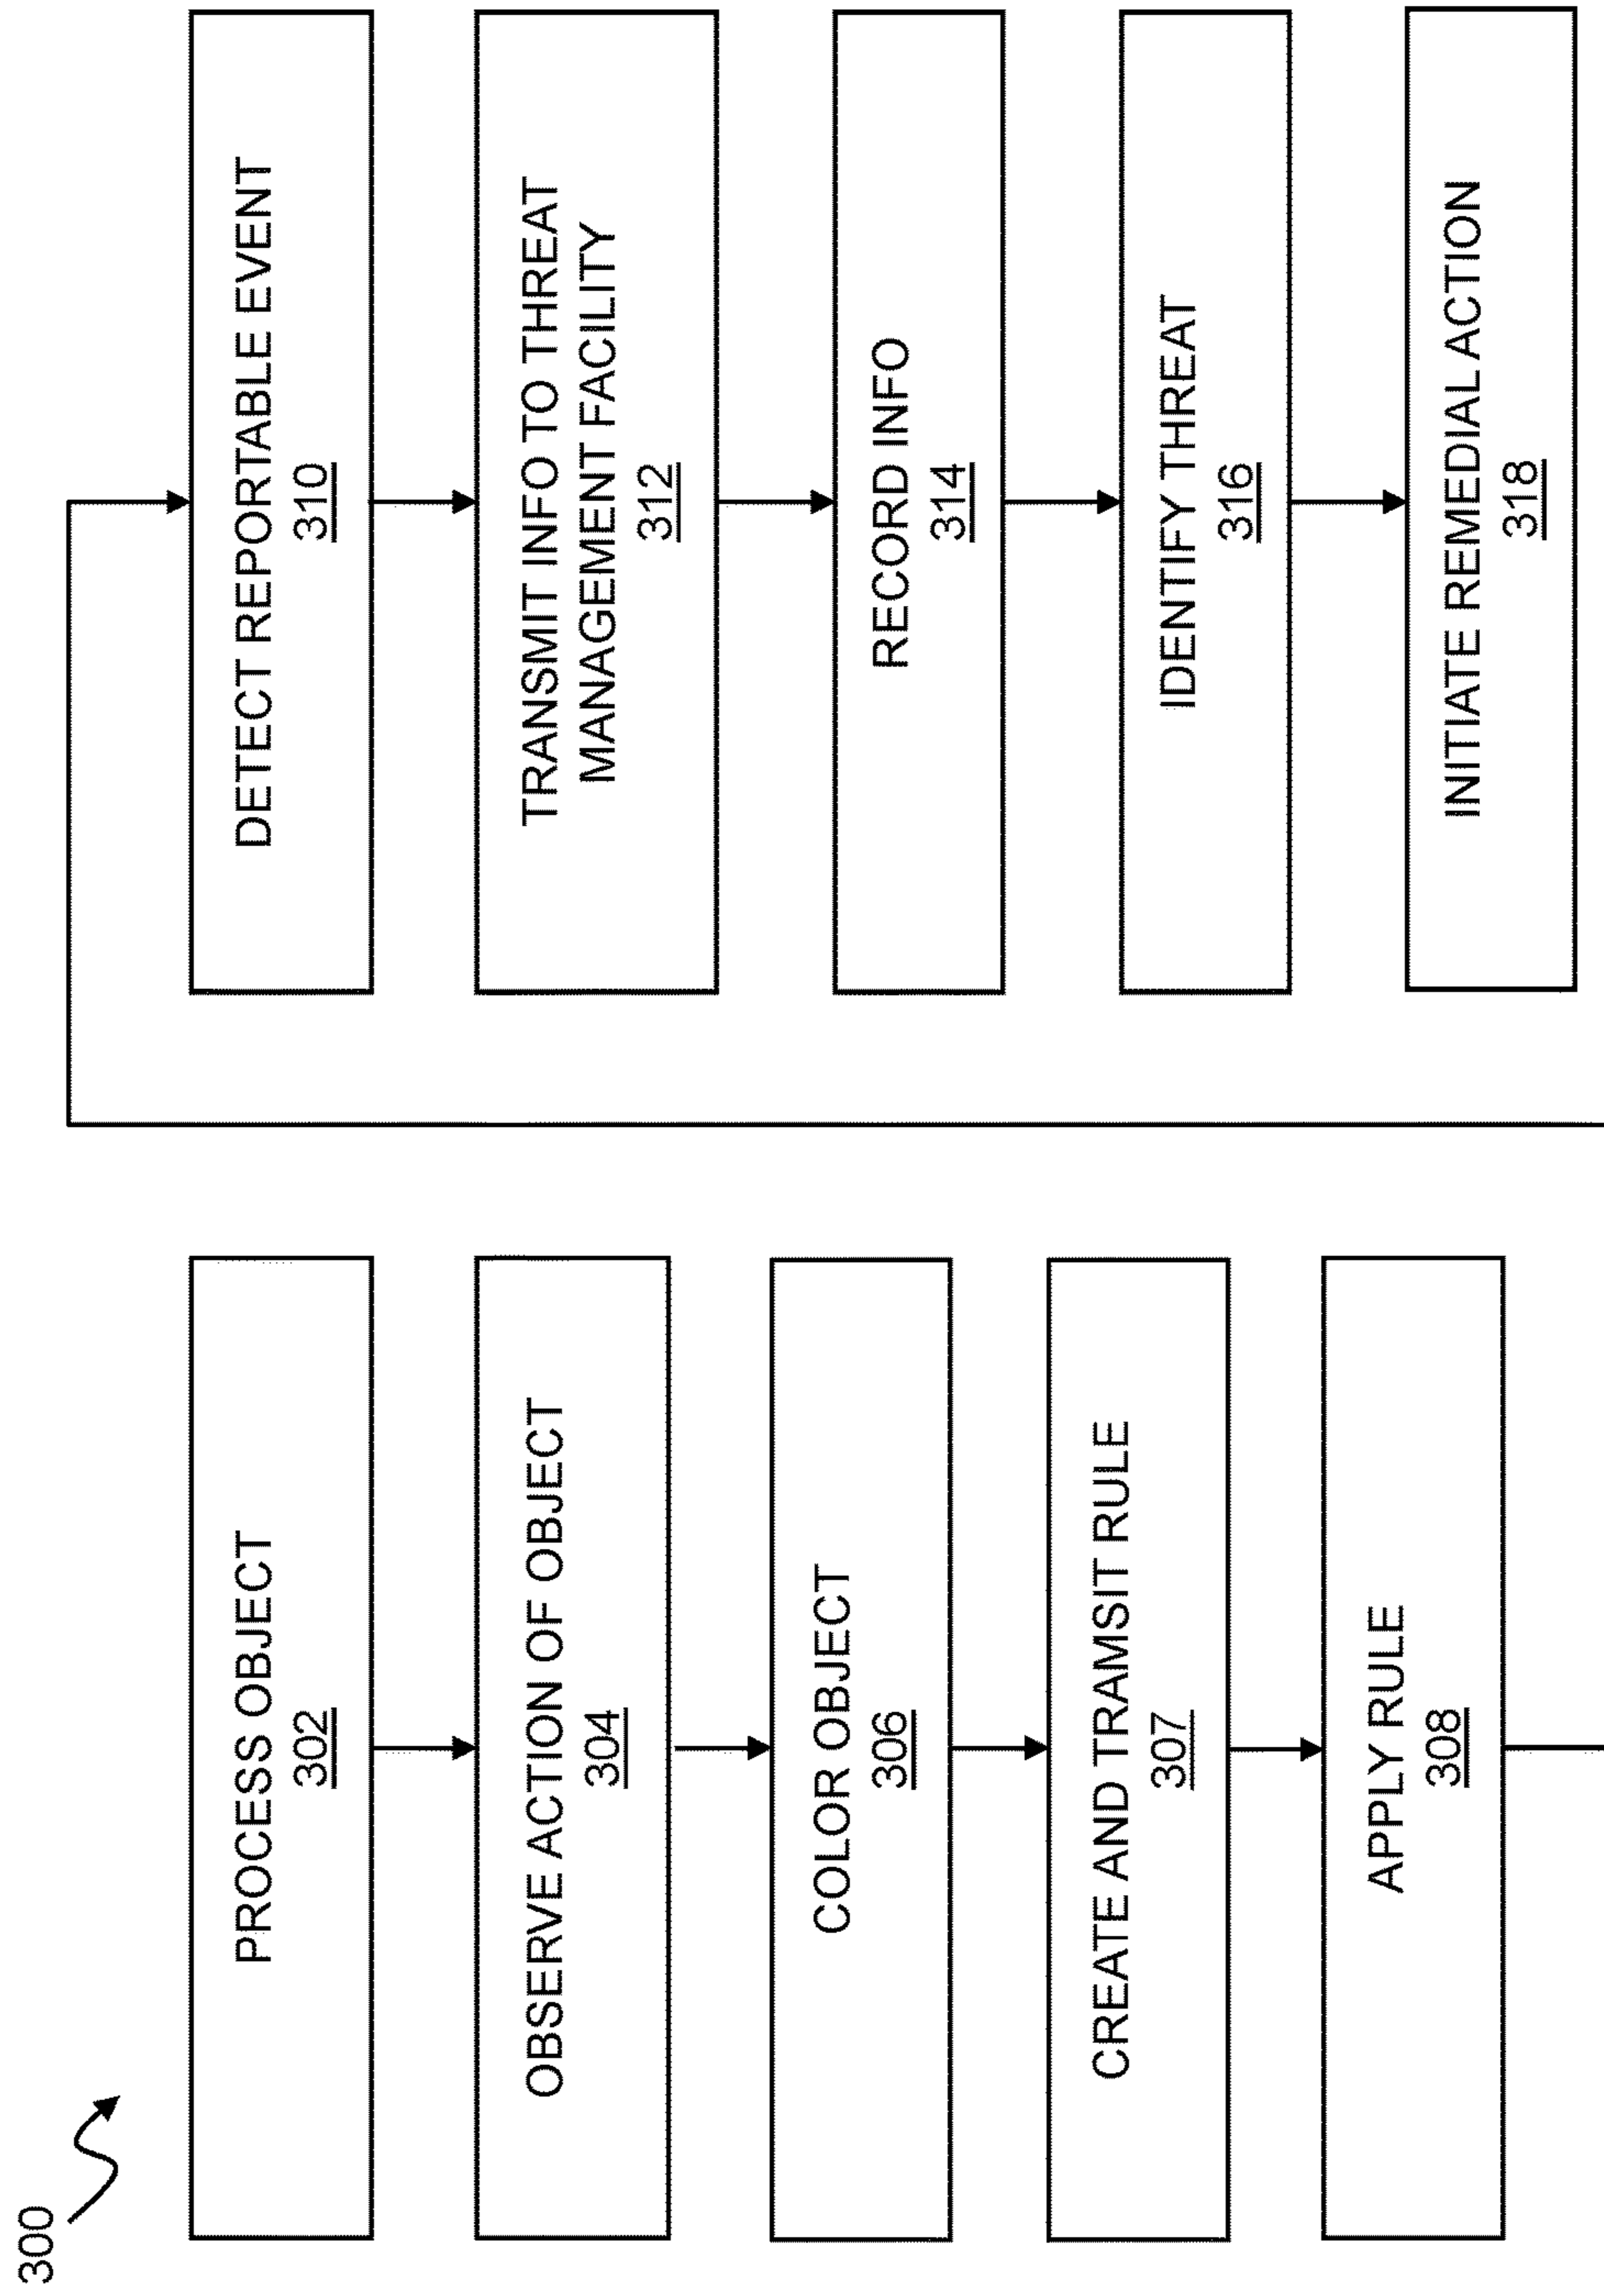 300
PROCESS OBJECT
302
OBSERVE ACTION OF OBJECT
304
COLOR OBJECT
306
CREATE AND TRAMSIT RULE
307
APPLY RULE
308
DETECT REPORTABLE EVENT
310
TRANSMIT INFO TO THREAT
MANAGEMENT FACILITY
312
RECORD INFO
314
IDENTIFY THREAT
316
INITIATE REMEDIAL ACTION
318